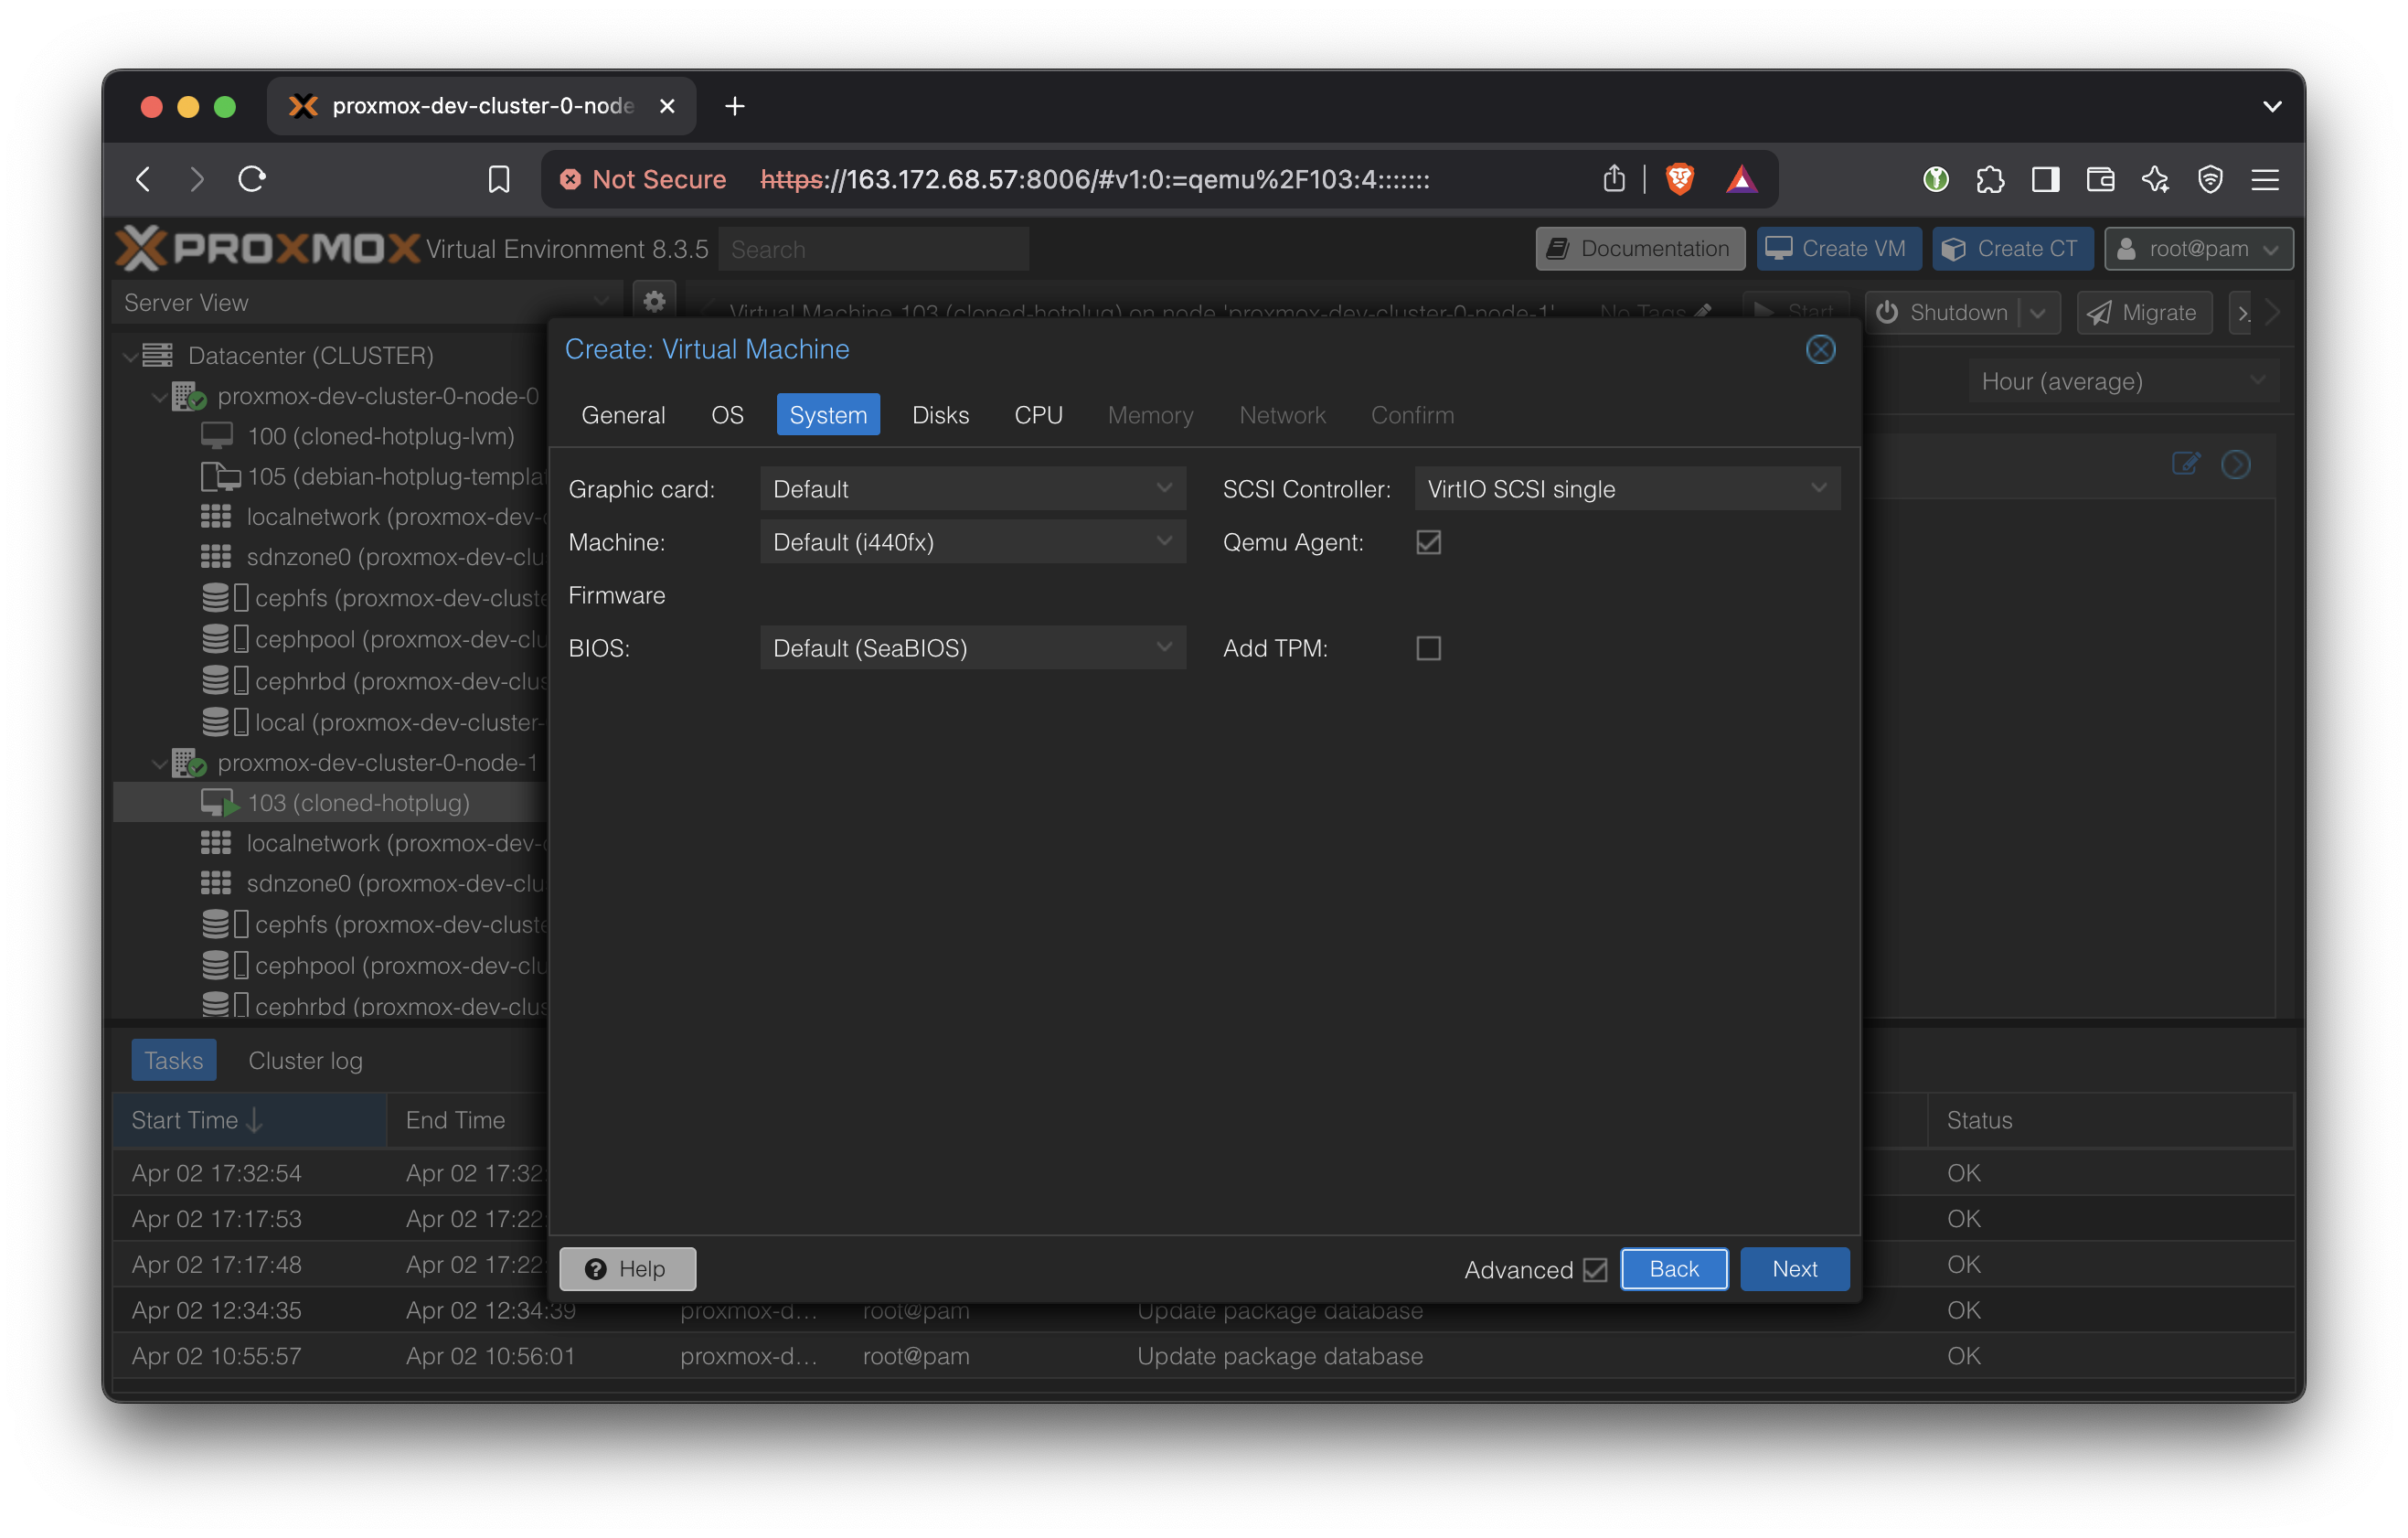 proxmox-dev-cluster-0-node
Not Secure https://163.172.68.57:8006/#v1:0:=qemu%2F103:4:::::::
PROXMOX Virtual Environment 8.3.5 Search Documentation Create VM Create CT root@pam
Server View
Virtual Machine 103 (cloned-hotplug) on node 'proxmox-dev-cluster-0-node-1' No Tags Start Shutdown Migrate
Hour (average)
Datacenter (CLUSTER)
proxmox-dev-cluster-0-node-0
100 (cloned-hotplug-lvm)
105 (debian-hotplug-templat
localnetwork (proxmox-dev-c
sdnzone0 (proxmox-dev-clu
cephfs (proxmox-dev-cluste
cephpool (proxmox-dev-clu
cephrbd (proxmox-dev-clus
local (proxmox-dev-cluster-
proxmox-dev-cluster-0-node-1
103 (cloned-hotplug)
localnetwork (proxmox-dev-c
sdnzone0 (proxmox-dev-clu
cephfs (proxmox-dev-cluste
cephpool (proxmox-dev-clu
cephrbd (proxmox-dev-clus
Create: Virtual Machine
General OS System Disks CPU Memory Network Confirm
Graphic card: Default SCSI Controller: VirtIO SCSI single
Machine: Default (i440fx) Qemu Agent:
Firmware
BIOS: Default (SeaBIOS) Add TPM:
Help Advanced Back Next
Tasks Cluster log
Start Time End Time Status
Apr 02 17:32:54 Apr 02 17:32: OK
Apr 02 17:17:53 Apr 02 17:22: OK
Apr 02 17:17:48 Apr 02 17:22: OK
Apr 02 12:34:35 Apr 02 12:34:39 proxmox-d... root@pam Update package database OK
Apr 02 10:55:57 Apr 02 10:56:01 proxmox-d... root@pam Update package database OK